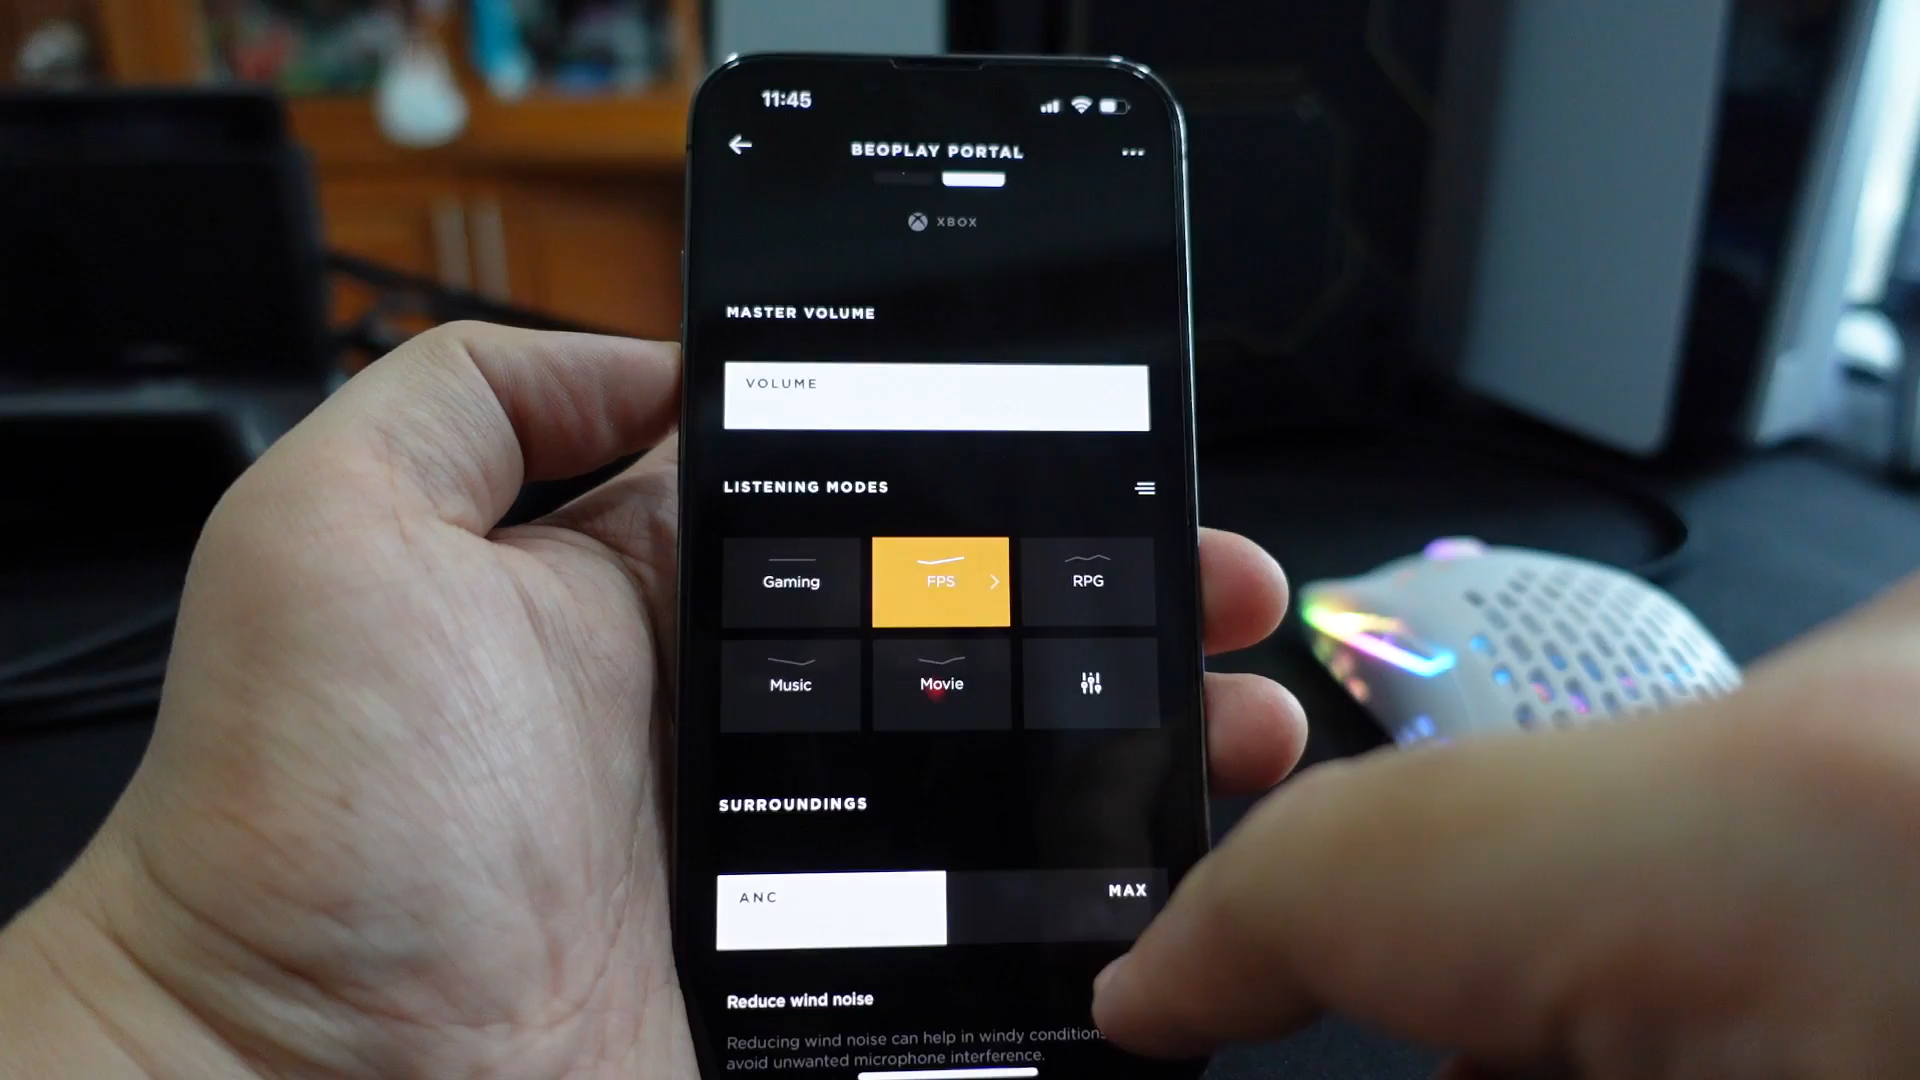 11:45
BEOPLAY PORTAL
XBOX
MASTER VOLUME
VOLUME
LISTENING MODES
Gaming
FPS
RPG
Music
Movie
SURROUNDINGS
ANC
MAX
Reduce wind noise
Reducing wind noise can help in windy conditions
avoid unwanted microphone interference.